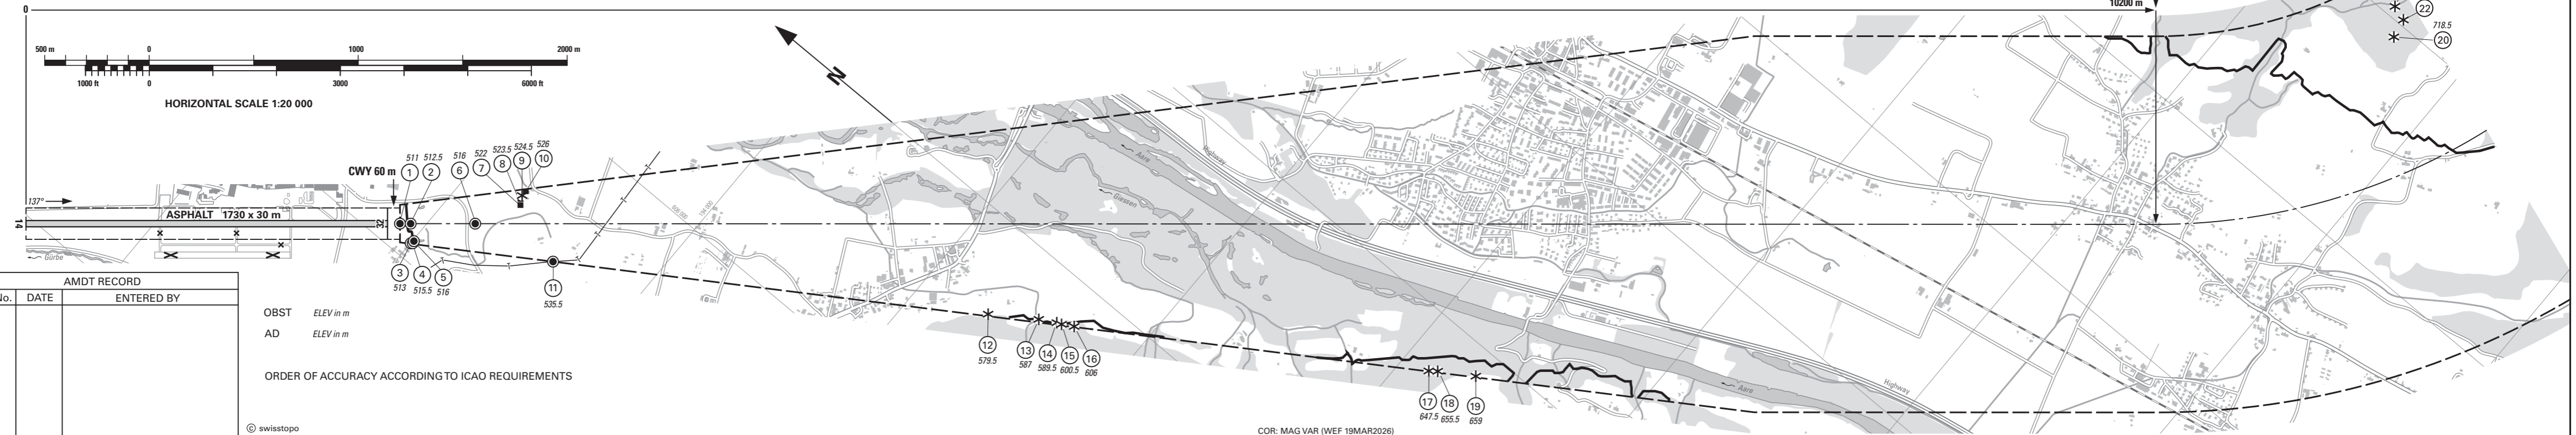 0
10200 m
500 m 0 1000 2000 m
1000 ft 0 3000 6000 ft
HORIZONTAL SCALE 1:20 000
N
22
718.5
20
CWY 60 m
511 512.5 516 522 523.5 524.5 526
1 2 6 7 8 9 10
137°
ASPHALT 1730 x 30 m
14
32
Gürbe
3 4 5
513 515.5 516
11
535.5
Aare
Highway
Giessen
12 13 14 15 16
579.5 587 589.5 600.5 606
17 18 19
647.5 655.5 659
Aare
Highway
AMDT RECORD
No. DATE ENTERED BY
OBST ELEV in m
AD ELEV in m
ORDER OF ACCURACY ACCORDING TO ICAO REQUIREMENTS
© swisstopo
COR: MAG VAR (WEF 19MAR2026)